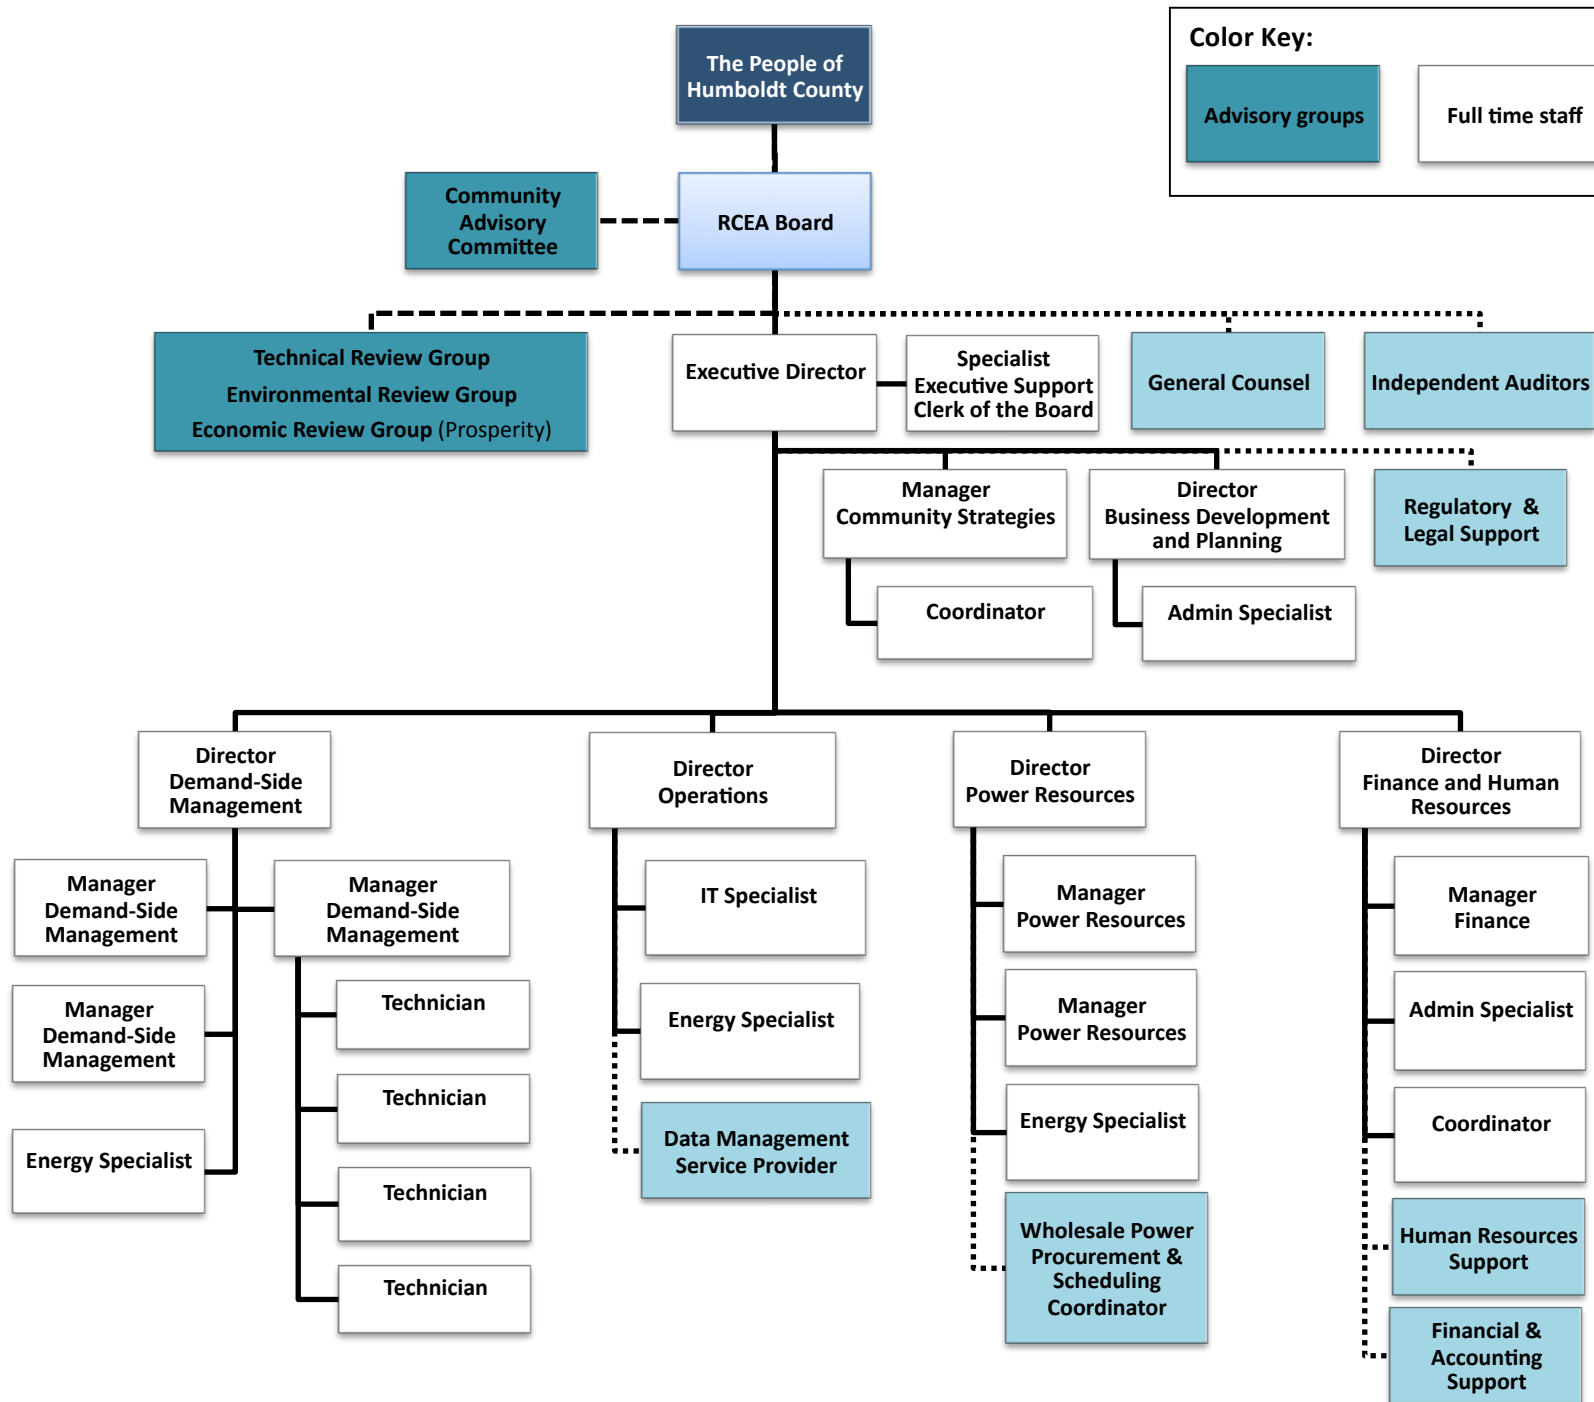 Color Key:
Advisory groups
Full time staff
The People of
Humboldt County
Community
Advisory
Committee
RCEA Board
Technical Review Group
Environmental Review Group
Economic Review Group (Prosperity)
Executive Director
Specialist
Executive Support
Clerk of the Board
General Counsel
Independent Auditors
Manager
Community Strategies
Director
Business Development
and Planning
Regulatory & 
Legal Support
Coordinator
Admin Specialist
Director
Demand-Side
Management
Director
Operations
Director
Power Resources
Director
Finance and Human
Resources
Manager
Demand-Side
Management
Manager
Demand-Side
Management
Manager
Demand-Side
Management
Energy Specialist
Technician
Technician
Technician
Technician
IT Specialist
Energy Specialist
Data Management
Service Provider
Manager
Power Resources
Manager
Power Resources
Energy Specialist
Wholesale Power
Procurement &
Scheduling
Coordinator
Manager
Finance
Admin Specialist
Coordinator
Human Resources
Support
Financial &
Accounting
Support